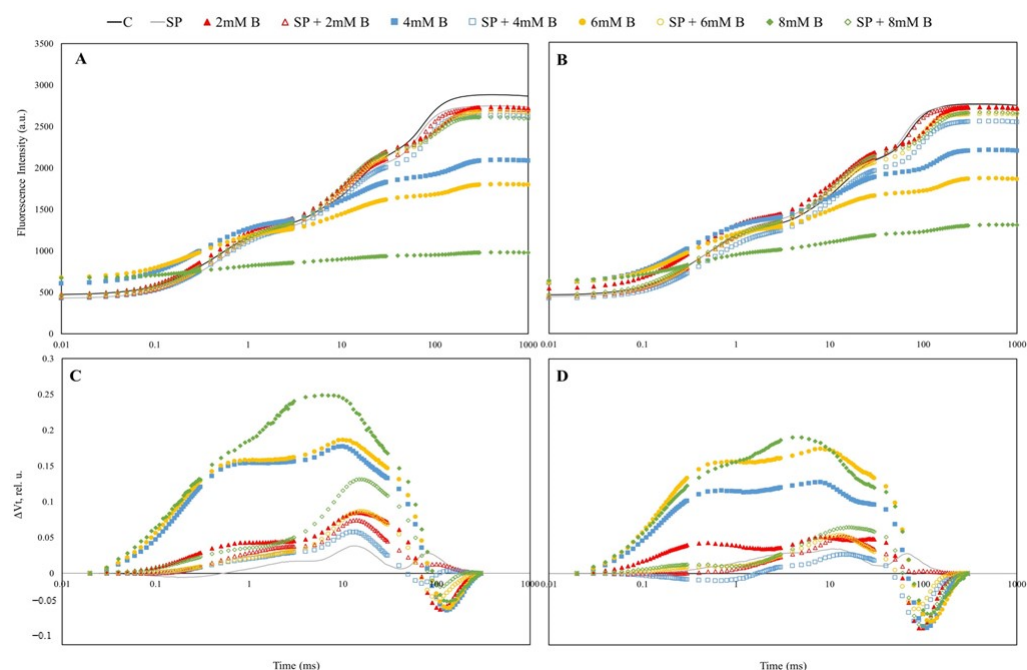 C SP 2mM B SP + 2mM B 4mM B SP + 4mM B 6mM B SP + 6mM B 8mM B SP + 8mM B
A
B
Fluorescence Intensity (a.u.)
3500
3000
2500
2000
1500
1000
500
0
0.01 0.1 1 10 100 1000
0.01 0.1 1 10 100 1000
C
D
ΔVt, rel. u.
0.3
0.25
0.2
0.15
0.1
0.05
0
−0.05
−0.1
0.01 0.1 1 10 100 1000
0.01 0.1 1 10 100 1000
Time (ms) Time (ms)